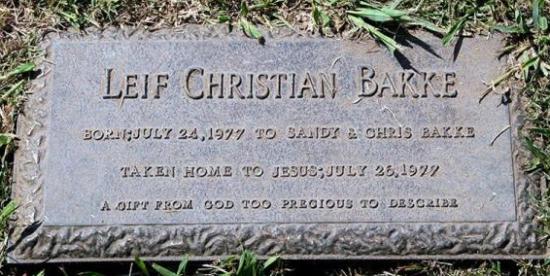 LEIF CHRISTIAN BAKKE
BORN;JULY 24,1977 TO SANDY & CHRIS BAKKE
TAKEN HOME TO JESUS;JULY 26,1977
A GIFT FROM GOD TOO PRECIOUS TO DESCRIBE